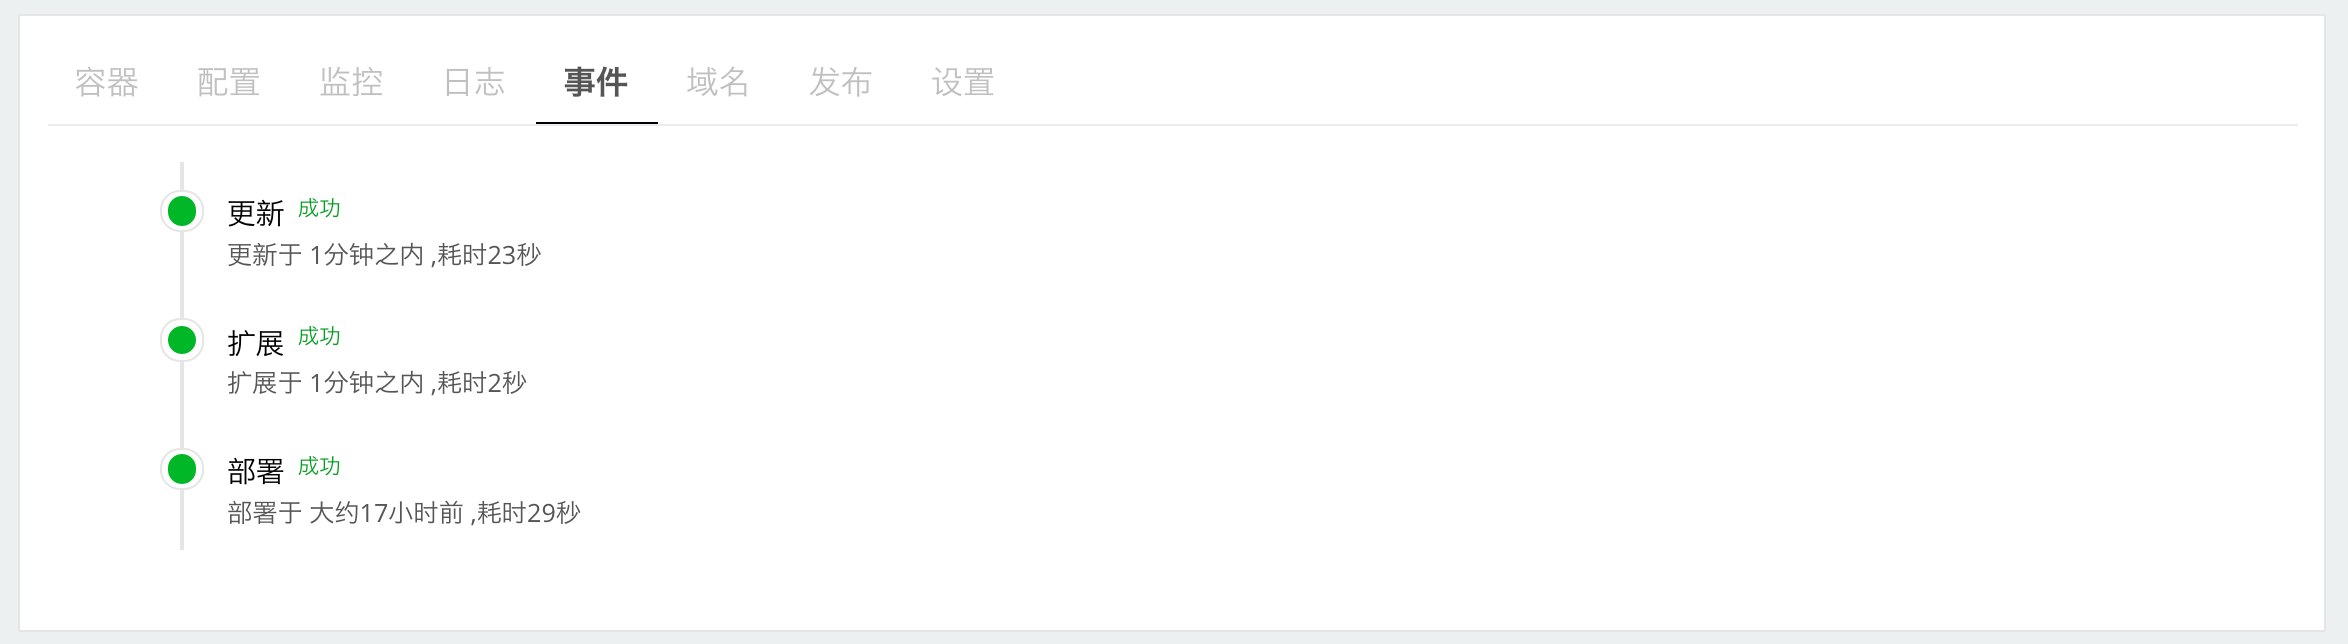 容器 配置 监控 日志 事件 域名 发布 设置
更新 成功
更新于 1分钟之内 ,耗时23秒
扩展 成功
扩展于 1分钟之内 ,耗时2秒
部署 成功
部署于 大约17小时前 ,耗时29秒